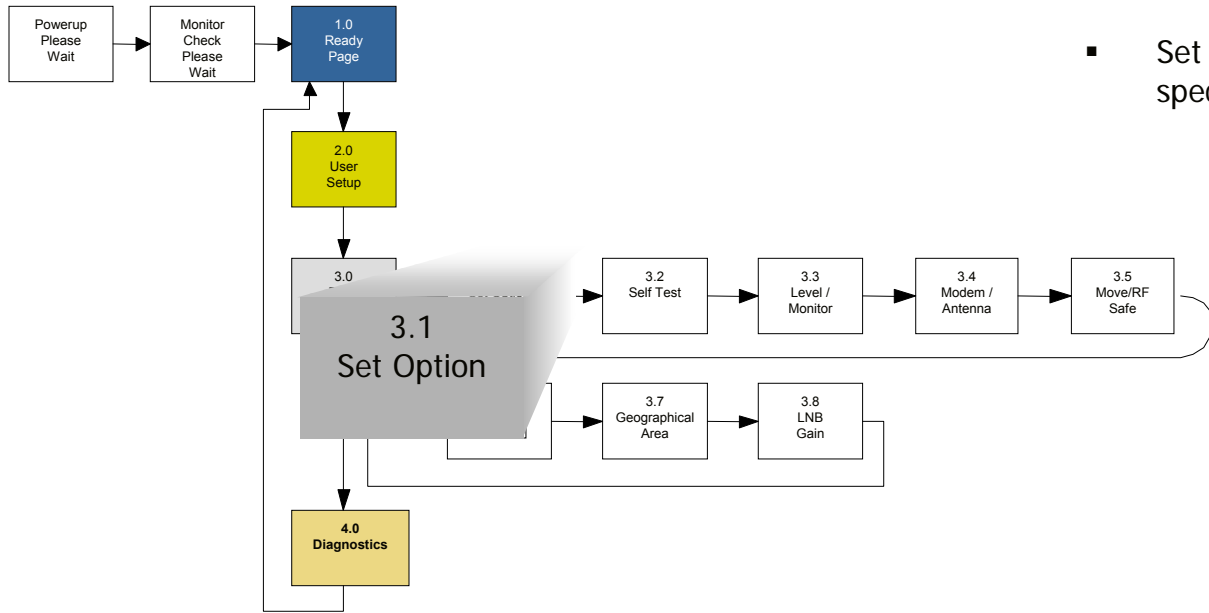 Powerup
Please
Wait
Monitor
Check
Please
Wait
1.0
Ready
Page
Set
2.0
User
Setup
3.0
3.1
Set Option
3.2
Self Test
3.3
Level /
Monitor
3.4
Modem /
Antenna
3.5
Move/RF
Safe
3.7
Geographical
Area
3.8
LNB
Gain
4.0
Diagnostics